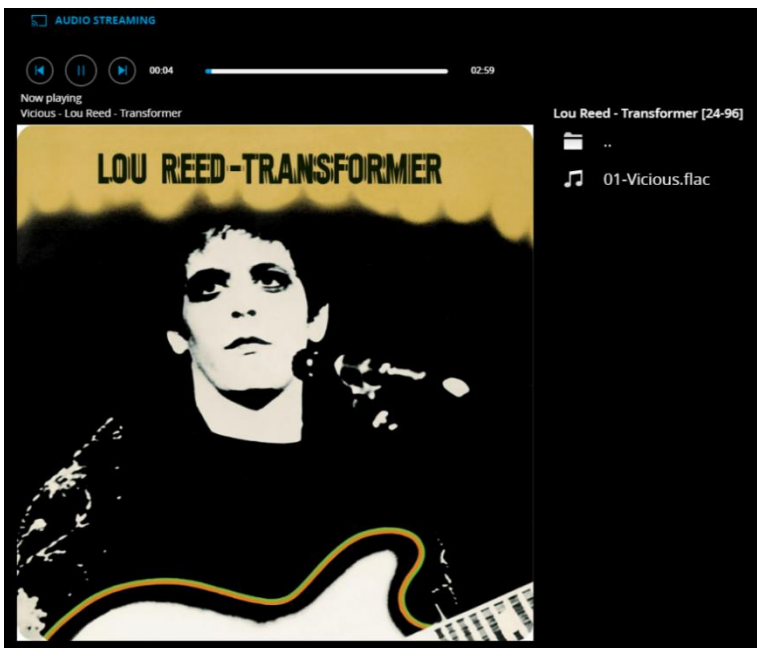 AUDIO STREAMING
00:04
02:59
Now playing
Vicious - Lou Reed - Transformer
LOU REED-TRANSFORMER
Lou Reed - Transformer [24-96]
..
01-Vicious.flac